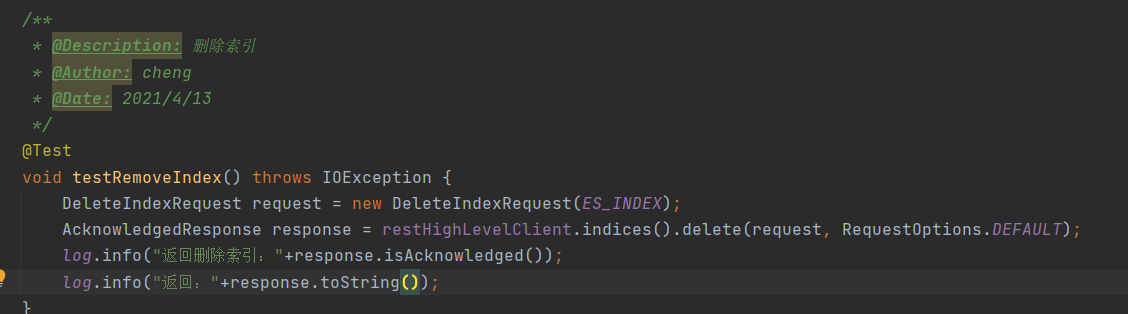 /**
 * @Description: 删除索引
 * @Author: cheng
 * @Date: 2021/4/13
 */
@Test
void testRemoveIndex() throws IOException {
    DeleteIndexRequest request = new DeleteIndexRequest(ES_INDEX);
    AcknowledgedResponse response = restHighLevelClient.indices().delete(request, RequestOptions.DEFAULT);
    log.info("返回删除索引："+response.isAcknowledged());
    log.info("返回："+response.toString());
}